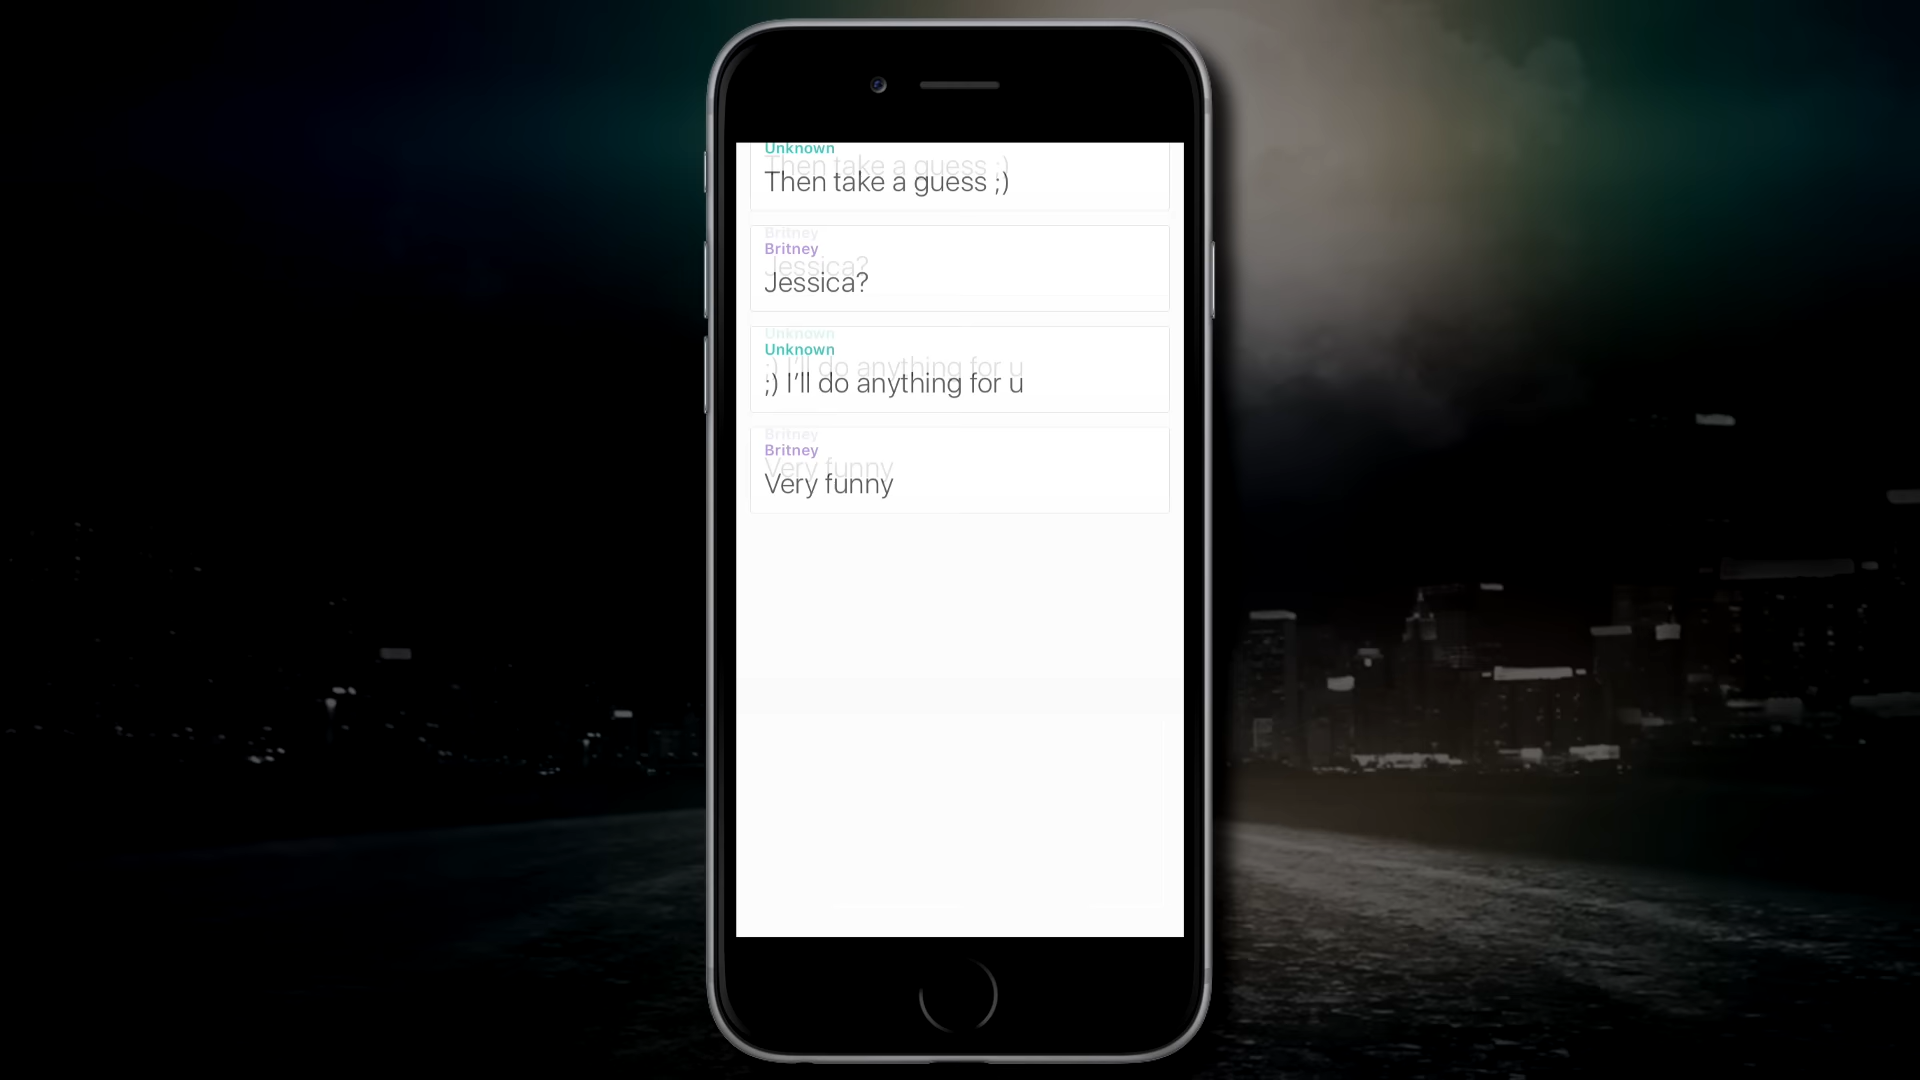 Unknown
Then take a guess ;)
Britney
Jessica?
Unknown
;) I’ll do anything for u
Britney
Very funny